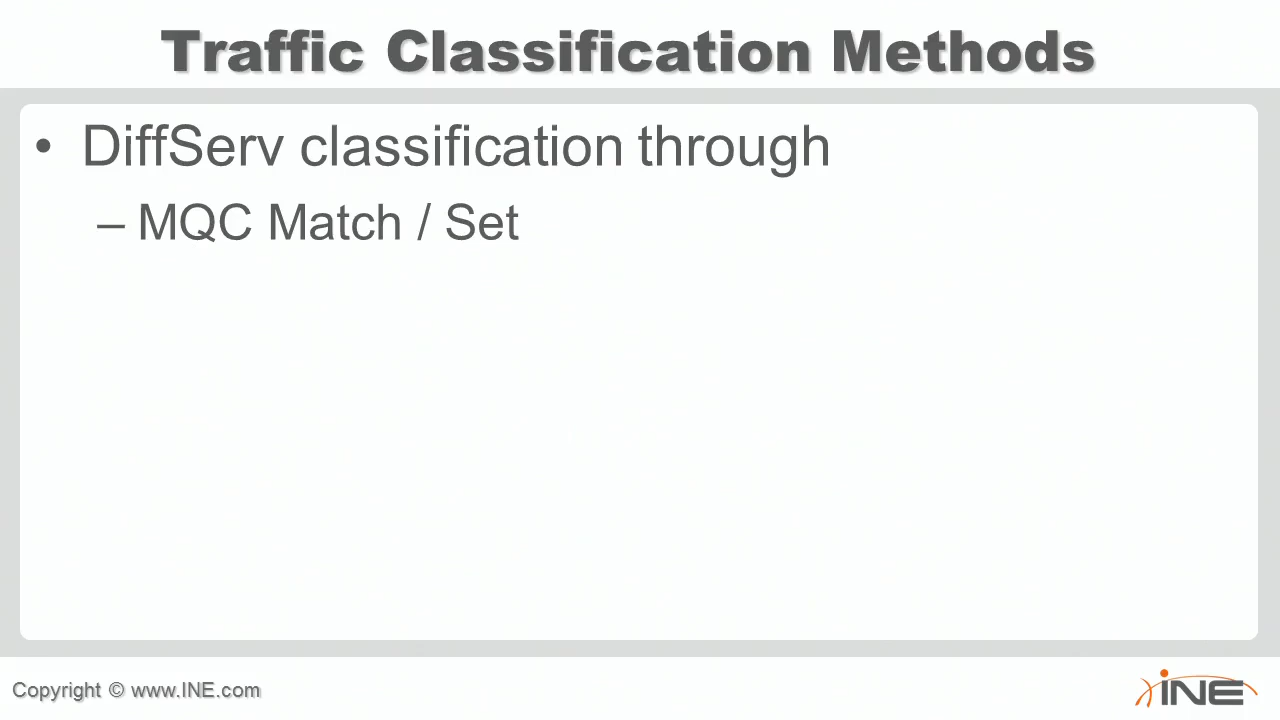 Traffic Classification Methods
• DiffServ classification through
– MQC Match / Set
Copyright © www.INE.com
iNE